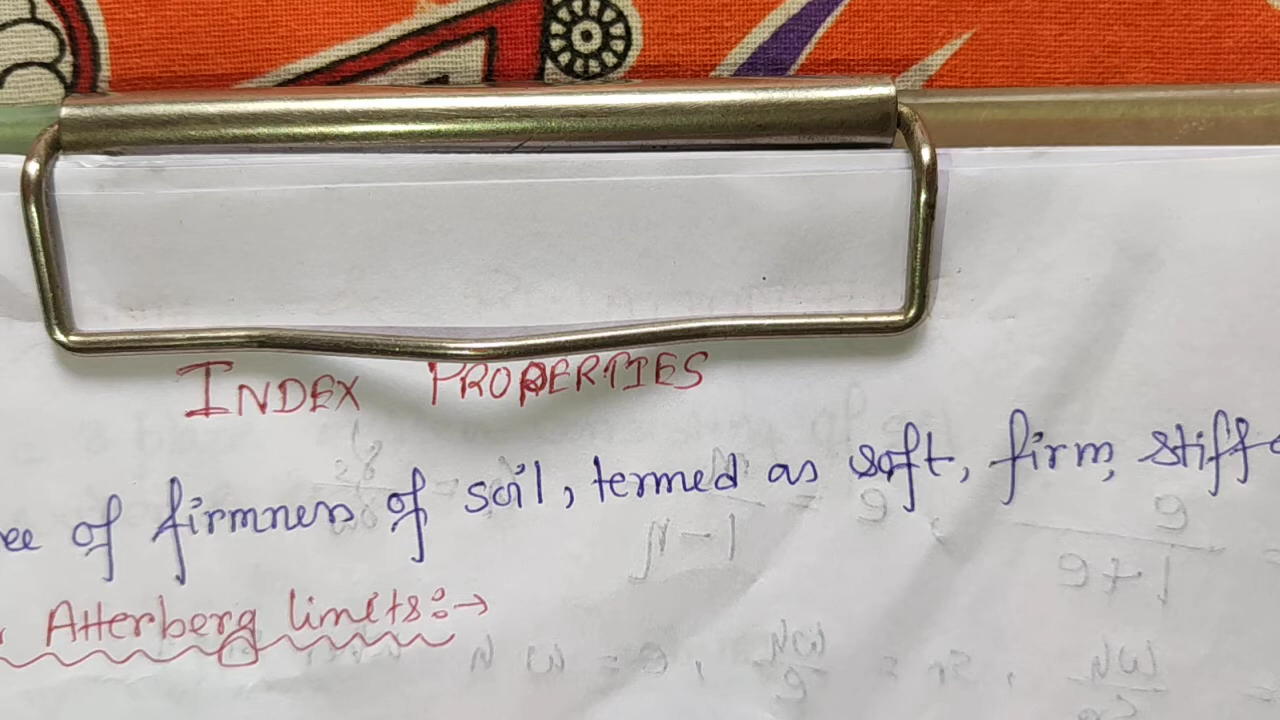 INDEX PROPERTIES
of firmness of soil, termed as soft, firm, stiff
Atterberg limits:→